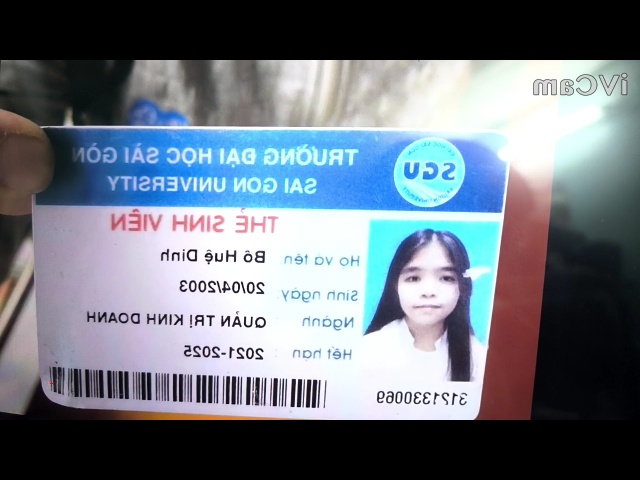 iVCam
TRƯỜNG ĐẠI HỌC SÀI GÒN
SAI GON UNIVERSITY
SGU
THẺ SINH VIÊN
Họ và tên Bô Huệ Dinh
Sinh ngày: 20/04/2003
Ngành QUẢN TRỊ KINH DOANH
Hết hạn 2021-2025
3121330069